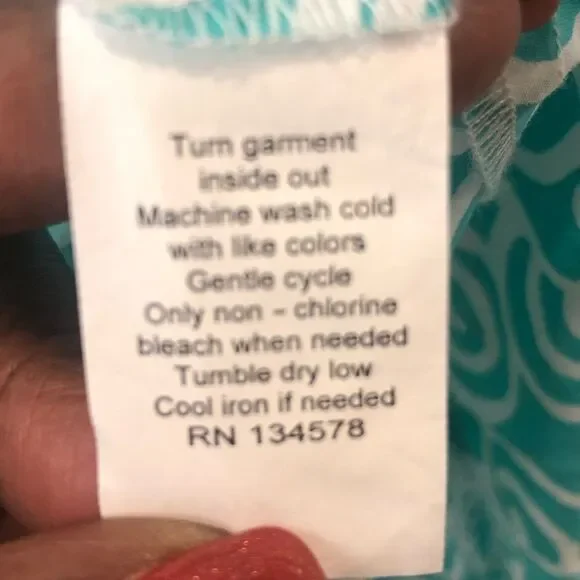 Turn garment
inside out
Machine wash cold
with like colors
Gentle cycle
Only non - chlorine
bleach when needed
Tumble dry low
Cool iron if needed
RN 134578